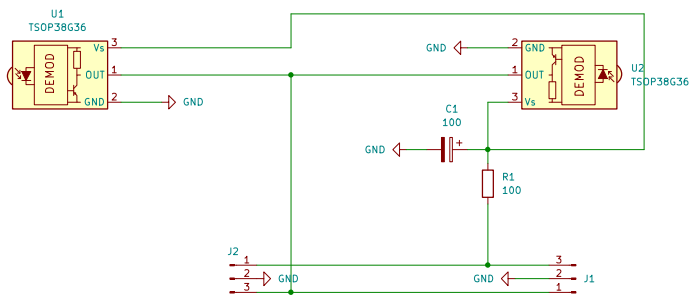 U1
TSOP38G36
Vs 3
OUT 1
GND 2
DEMOD
GND
GND
2 GND
1 OUT
3 Vs
DEMOD
U2
TSOP38G36
C1
100
GND
+
R1
100
J2
1
2
3
GND
GND
3
2
1
J1